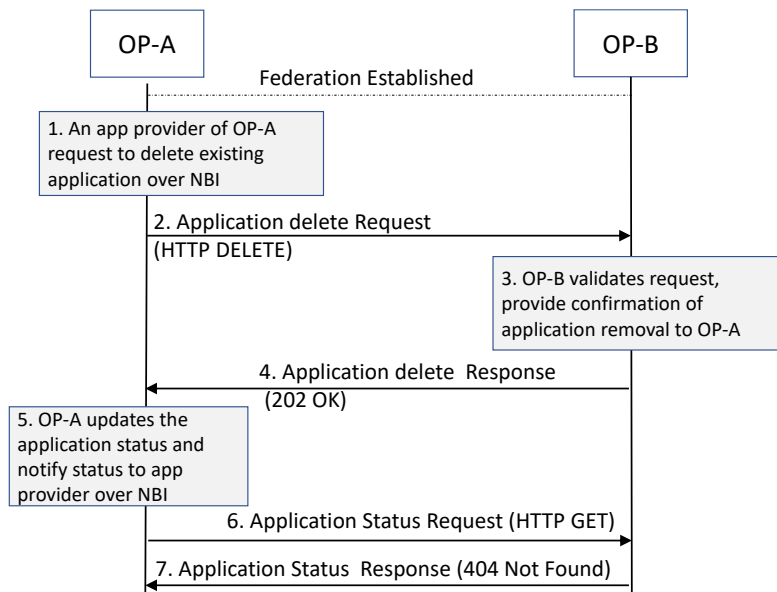 OP-A
OP-B
Federation Established
1. An app provider of OP-A
request to delete existing
application over NBI
2. Application delete Request
(HTTP DELETE)
3. OP-B validates request,
provide confirmation of
application removal to OP-A
4. Application delete  Response
(202 OK)
5. OP-A updates the
application status and
notify status to app
provider over NBI
6. Application Status Request (HTTP GET)
7. Application Status  Response (404 Not Found)